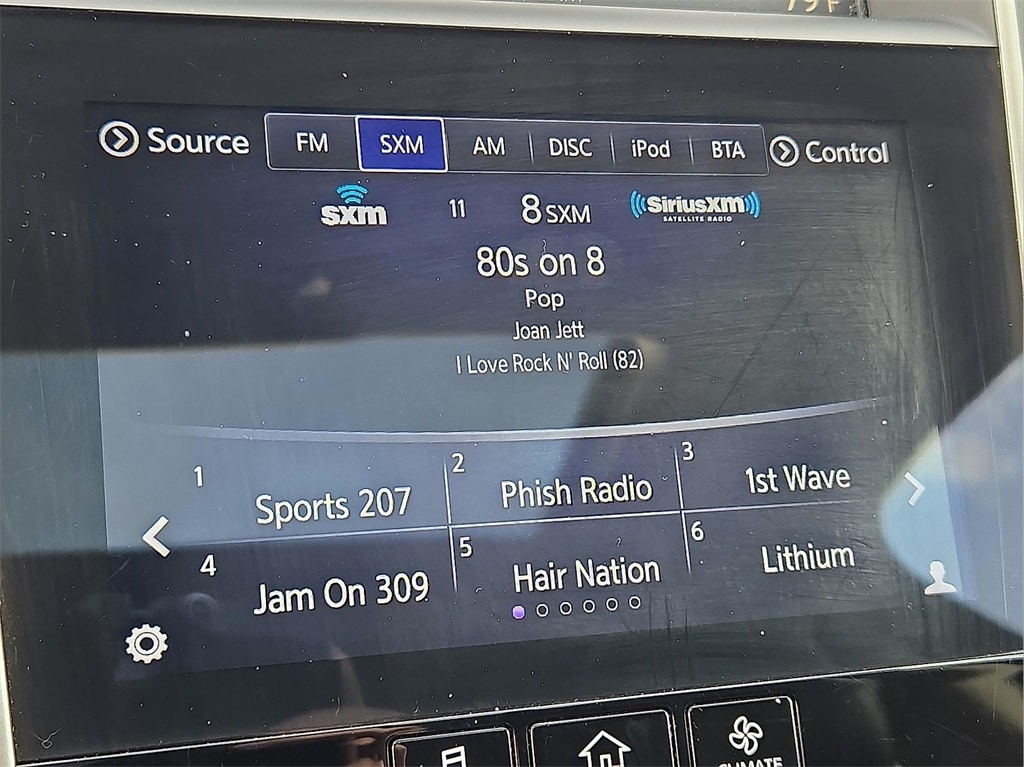 79°F
Source FM SXM AM DISC iPod BTA Control
sxm 11 8 SXM ((SiriusXM))
SATELLITE RADIO
80s on 8
Pop
Joan Jett
I Love Rock N' Roll (82)
1 Sports 207 2 Phish Radio 3 1st Wave
4 Jam On 309 5 Hair Nation 6 Lithium
CLIMATE